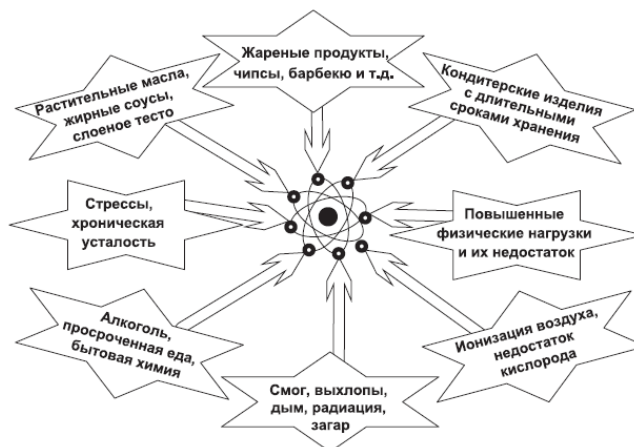 Жареные продукты,
чипсы, барбекю и т.д.
Растительные масла,
жирные соусы,
слоеное тесто
Кондитерские изделия
с длительными
сроками хранения
Стрессы,
хроническая
усталость
Повышенные
физические нагрузки
и их недостаток
Алкоголь,
просроченная еда,
бытовая химия
Ионизация воздуха,
недостаток
кислорода
Смог, выхлопы,
дым, радиация,
загар